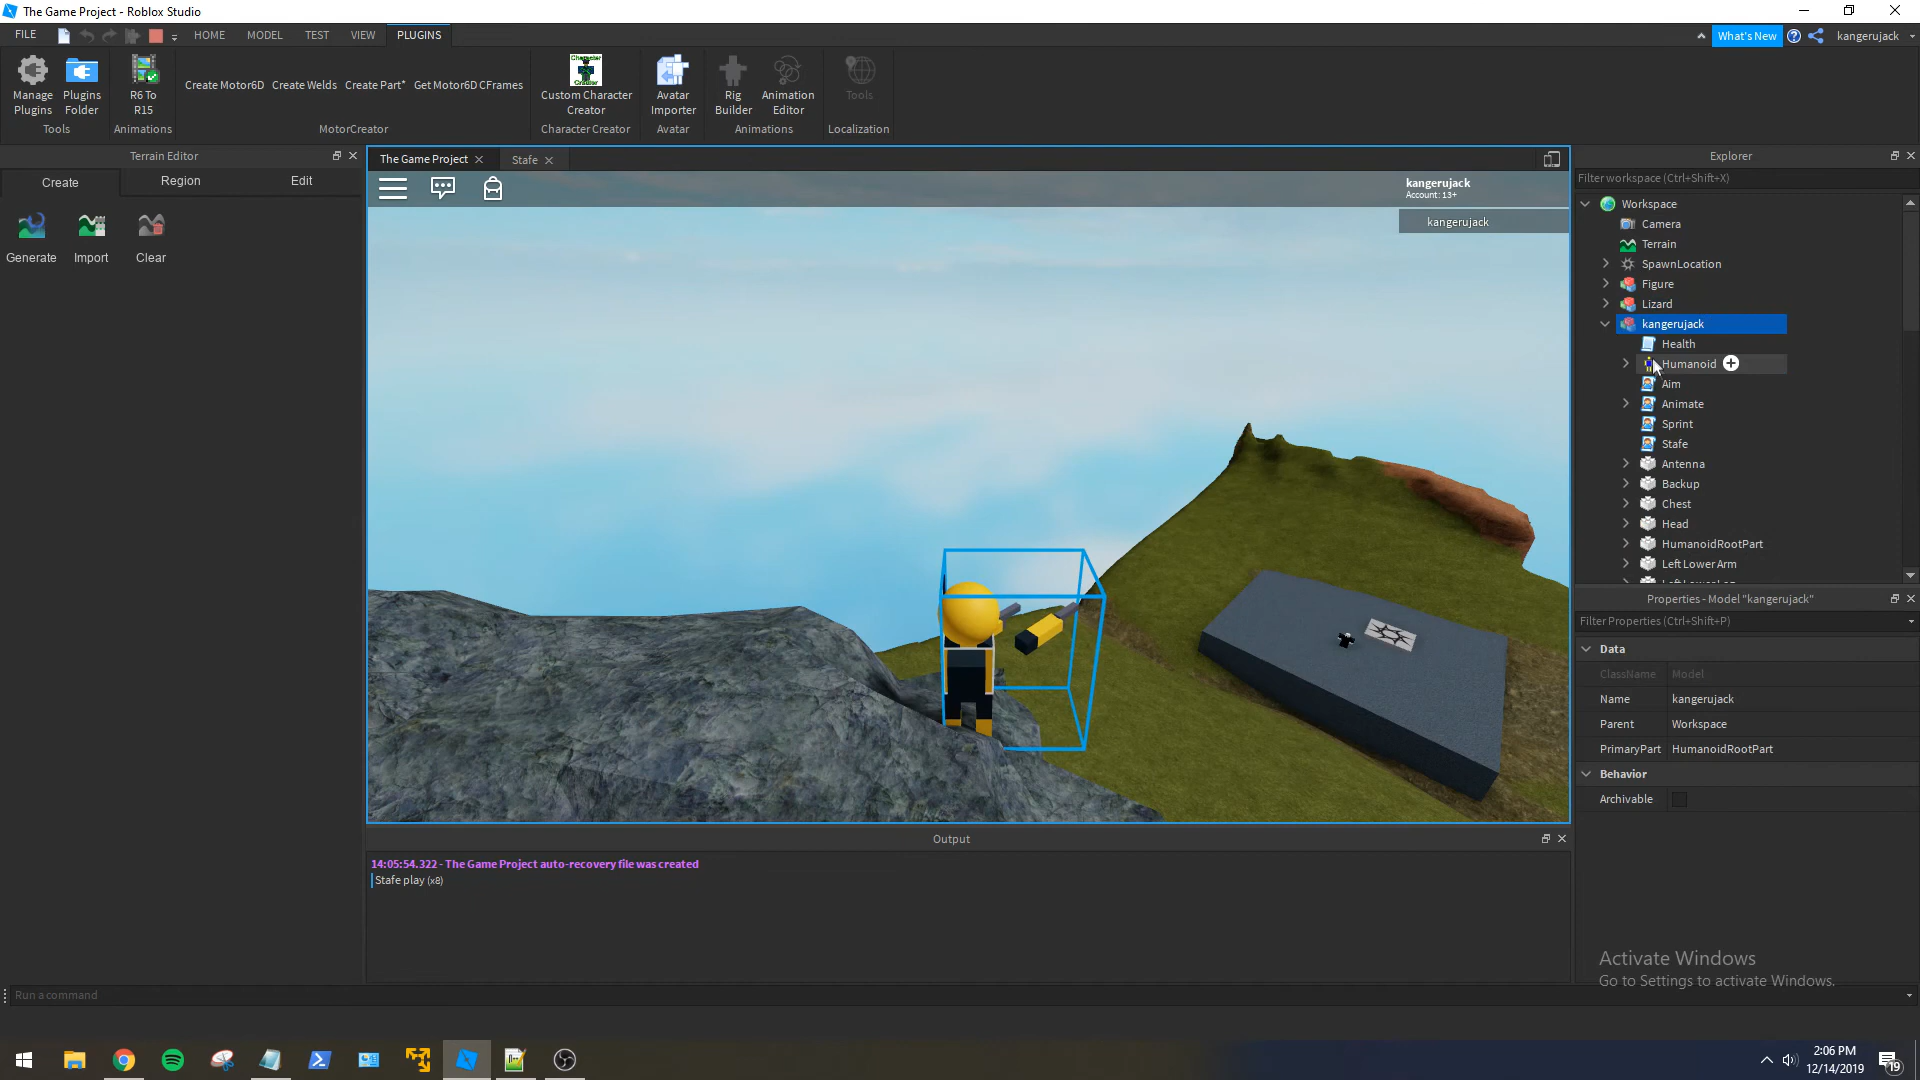 The Game Project - Roblox Studio
FILE
HOME
MODEL
TEST
VIEW
PLUGINS
What's New
kangerujack
Manage Plugins
Plugins Folder
R6 To R15
Create Motor6D
Create Welds
Create Part*
Get Motor6D CFrames
Custom Character Creator
Avatar Importer
Rig Builder
Animation Editor
Tools
Tools
Animations
MotorCreator
Character Creator
Avatar
Animations
Localization
Terrain Editor
Create
Region
Edit
Generate
Import
Clear
The Game Project
Stafe
kangerujack
Account: 13+
kangerujack
Explorer
Filter workspace (Ctrl+Shift+X)
Workspace
Camera
Terrain
SpawnLocation
Figure
Lizard
kangerujack
Health
Humanoid
Aim
Animate
Sprint
Stafe
Antenna
Backup
Chest
Head
HumanoidRootPart
Left Lower Arm
Left Lower Leg
Properties - Model "kangerujack"
Filter Properties (Ctrl+Shift+P)
Data
ClassName Model
Name kangerujack
Parent Workspace
PrimaryPart HumanoidRootPart
Behavior
Archivable
Output
14:05:54.322 - The Game Project auto-recovery file was created
Stafe play (x8)
Activate Windows
Go to Settings to activate Windows.
Run a command
2:06 PM
12/14/2019
19